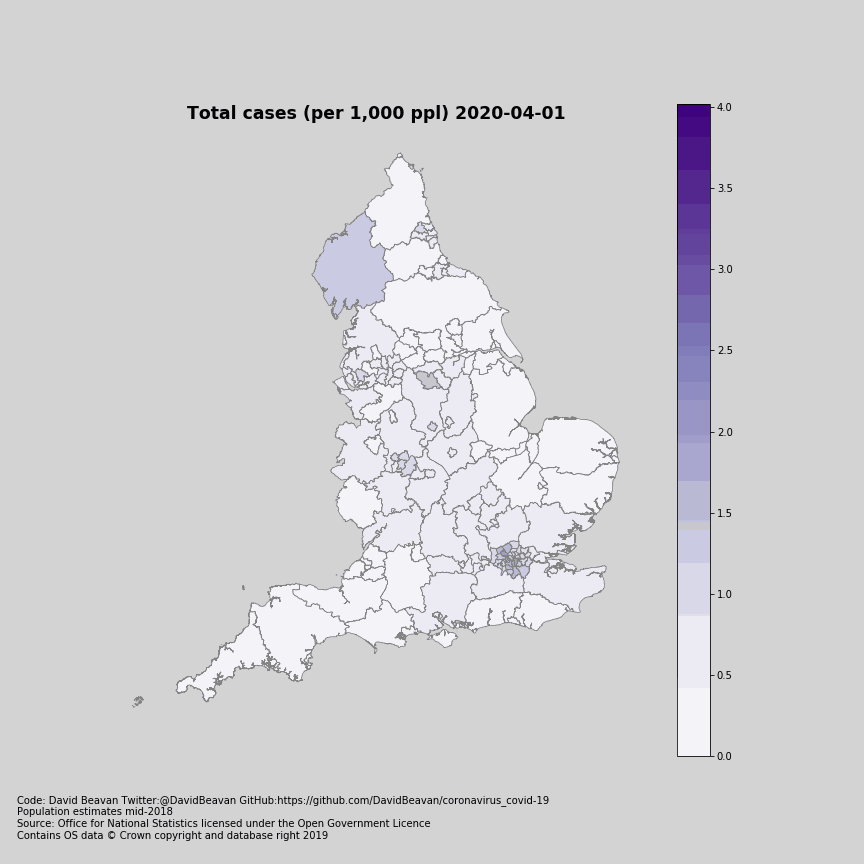 Total cases (per 1,000 ppl) 2020-04-01
4.0
3.5
3.0
2.5
2.0
1.5
1.0
0.5
0.0
Code: David Beavan Twitter:@DavidBeavan GitHub:https://github.com/DavidBeavan/coronavirus_covid-19
Population estimates mid-2018
Source: Office for National Statistics licensed under the Open Government Licence
Contains OS data © Crown copyright and database right 2019